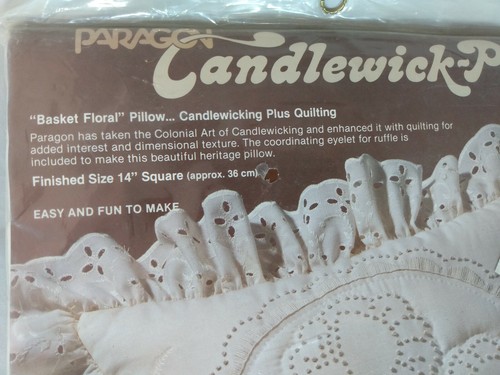 PARAGON
Candlewick-P
"Basket Floral" Pillow... Candlewicking Plus Quilting
Paragon has taken the Colonial Art of Candlewicking and enhanced it with quilting for
added interest and dimensional texture. The coordinating eyelet for ruffle is
included to make this beautiful heritage pillow.
Finished Size 14" Square (approx. 36 cm)
EASY AND FUN TO MAKE